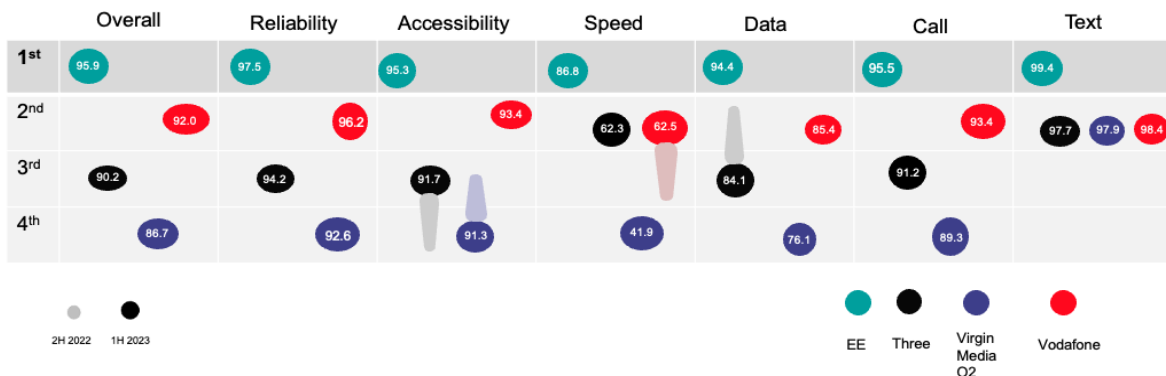 Overall Reliability Accessibility Speed Data Call Text
1st 95.9 97.5 95.3 86.8 94.4 95.5 99.4
2nd 92.0 96.2 93.4 62.3 62.5 85.4 93.4 97.7 97.9 98.4
3rd 90.2 94.2 91.7 84.1 91.2
4th 86.7 92.6 91.3 41.9 76.1 89.3
2H 2022 1H 2023
EE Three Virgin Vodafone
Media
O2